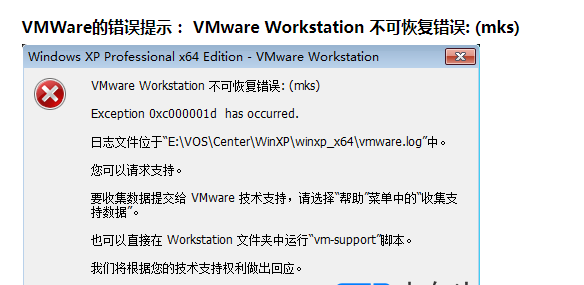 VMWare的错误提示： VMware Workstation 不可恢复错误: (mks)
Windows XP Professional x64 Edition - VMware Workstation
VMware Workstation 不可恢复错误: (mks)
Exception 0xc000001d  has occurred.
日志文件位于“E:\VOS\Center\WinXP\winxp_x64\vmware.log”中。
您可以请求支持。
要收集数据提交给 VMware 技术支持，请选择“帮助”菜单中的“收集支
持数据”。
也可以直接在 Workstation 文件夹中运行“vm-support”脚本。
我们将根据您的技术支持权利做出回应。